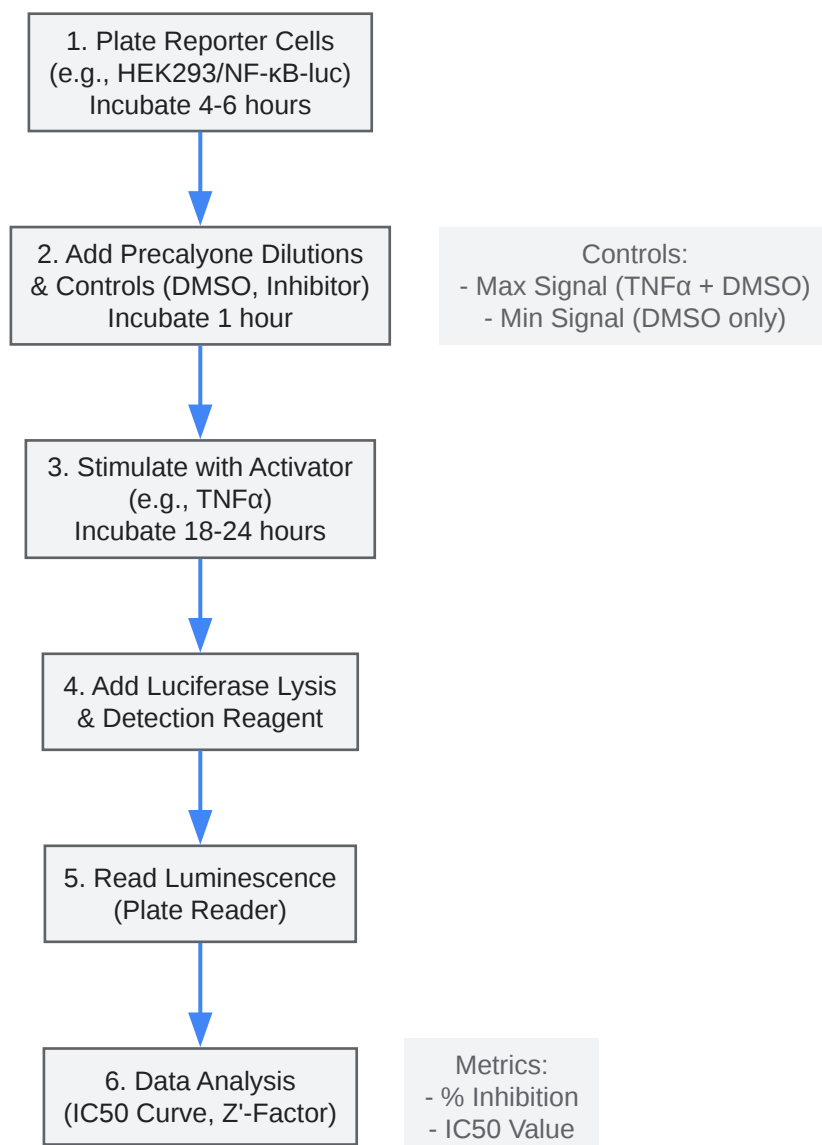 1. Plate Reporter Cells
(e.g., HEK293/NF-κB-luc)
Incubate 4-6 hours
2. Add Precalyone Dilutions
& Controls (DMSO, Inhibitor)
Incubate 1 hour
Controls:
- Max Signal (TNFα + DMSO)
- Min Signal (DMSO only)
3. Stimulate with Activator
(e.g., TNFα)
Incubate 18-24 hours
4. Add Luciferase Lysis
& Detection Reagent
5. Read Luminescence
(Plate Reader)
6. Data Analysis
(IC50 Curve, Z'-Factor)
Metrics:
- % Inhibition
- IC50 Value